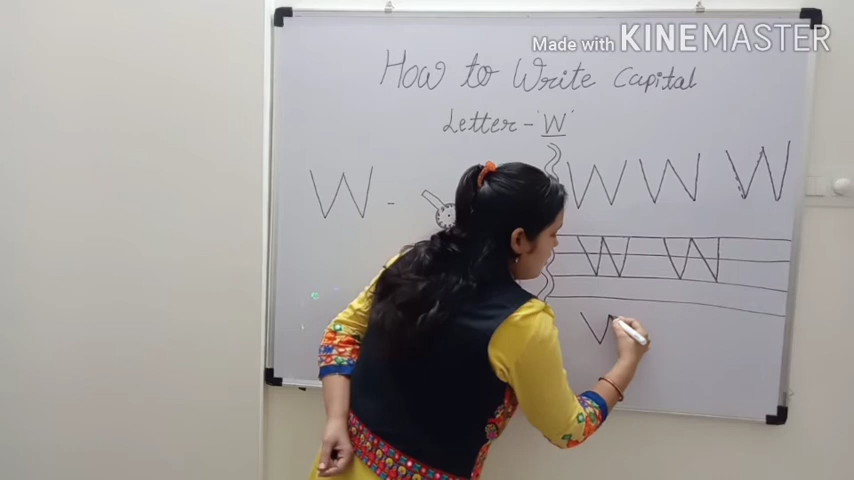 Made with KINEMASTER
How to Write Capital
Letter - 'W'
W - W W W
W W
V